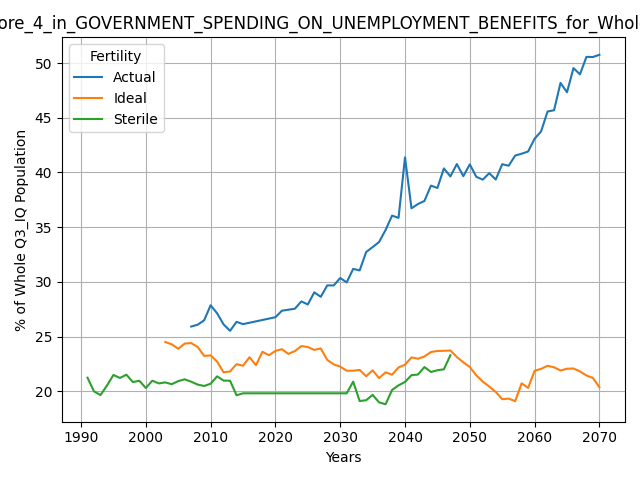 ore_4_in_GOVERNMENT_SPENDING_ON_UNEMPLOYMENT_BENEFITS_for_Whol
Fertility
Actual
Ideal
Sterile
% of Whole Q3_IQ Population
50
45
40
35
30
25
20
1990 2000 2010 2020 2030 2040 2050 2060 2070
Years